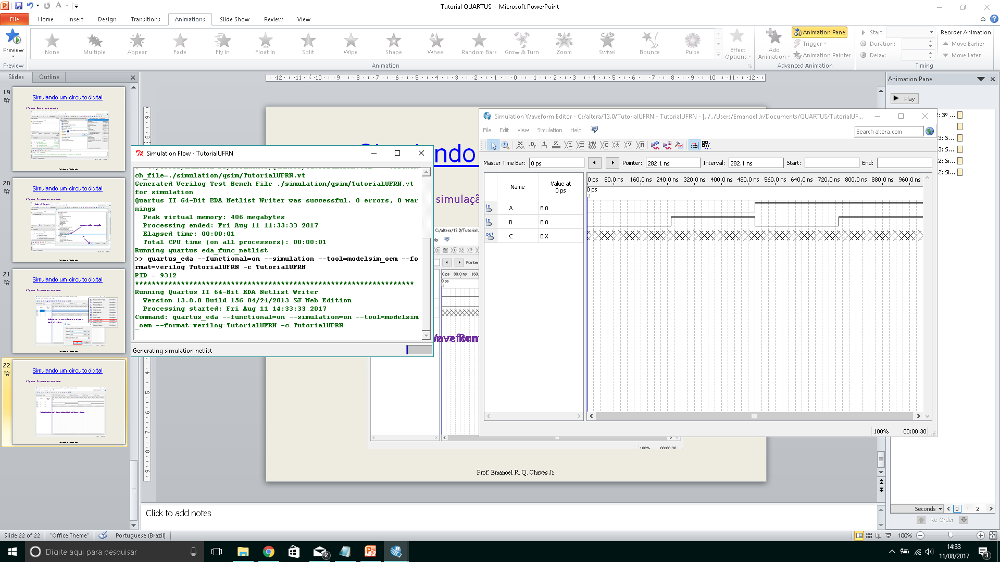 Tutorial QUARTUS - Microsoft PowerPoint
File Home Insert Design Transitions Animations Slide Show Review View
Preview
None Multiple Appear Fade Fly In Float In Split Wipe Shape Wheel Random Bars Grow & Turn Zoom Swivel Bounce Pulse
Effect Options
Add Animation
Animation Pane
Trigger
Animation Painter
Start:
Duration:
Delay:
Reorder Animation
Move Earlier
Move Later
Preview Animation Advanced Animation Timing
Slides Outline
19
Simulando um circuito digital
20
Simulando um circuito digital
21
Simulando um circuito digital
22
Simulando um circuito digital
Simulation Flow - TutorialUFRN
ch_file=./simulation/qsim/TutorialUFRN.vt
Generated Verilog Test Bench File ./simulation/qsim/TutorialUFRN.vt
for simulation
Quartus II 64-Bit EDA Netlist Writer was successful. 0 errors, 0 war
nings
Peak virtual memory: 406 megabytes
Processing ended: Fri Aug 11 14:33:33 2017
Elapsed time: 00:00:01
Total CPU time (on all processors): 00:00:01
Running quartus eda_func_netlist
>> quartus_eda --functional=on --simulation --tool=modelsim_oem --fo
rmat=verilog TutorialUFRN -c TutorialUFRN
PID = 9312
*******************************************************************
Running Quartus II 64-Bit EDA Netlist Writer
Version 13.0.0 Build 156 04/24/2013 SJ Web Edition
Processing started: Fri Aug 11 14:33:33 2017
Command: quartus_eda --functional=on --simulation=on --tool=modelsim
_oem --format=verilog TutorialUFRN -c TutorialUFRN
Generating simulation netlist
ndo
simulaçã
C:/altera/13.0/Tutorial
Pointer
0 ps 80.0 ns 160.
0 ps
100% 00:00:30
Prof. Emanoel R. Q. Chaves Jr.
Simulation Waveform Editor - C:/altera/13.0/TutorialUFRN - TutorialUFRN - [../../Users/Emanoel Jr/Documents/QUARTUS/TutorialUF...
File Edit View Simulation Help
Search altera.com
Master Time Bar: 0 ps Pointer: 282.1 ns Interval: 282.1 ns Start: End:
Name Value at 0 ps
0 ps 80.0 ns 160.0 ns 240.0 ns 320.0 ns 400.0 ns 480.0 ns 560.0 ns 640.0 ns 720.0 ns 800.0 ns 880.0 ns 960.0 ns
0 ps
in A B 0
in B B 0
out C B X
100% 00:00:30
Animation Pane
Play
2: 3º ...
3: S...
3: S...
2: Si...
2: Si...
Seconds 0 2
Re-Order
Click to add notes
Slide 22 of 22 "Office Theme" Portuguese (Brazil) 100%
Digite aqui para pesquisar
2
14:33
11/08/2017
3